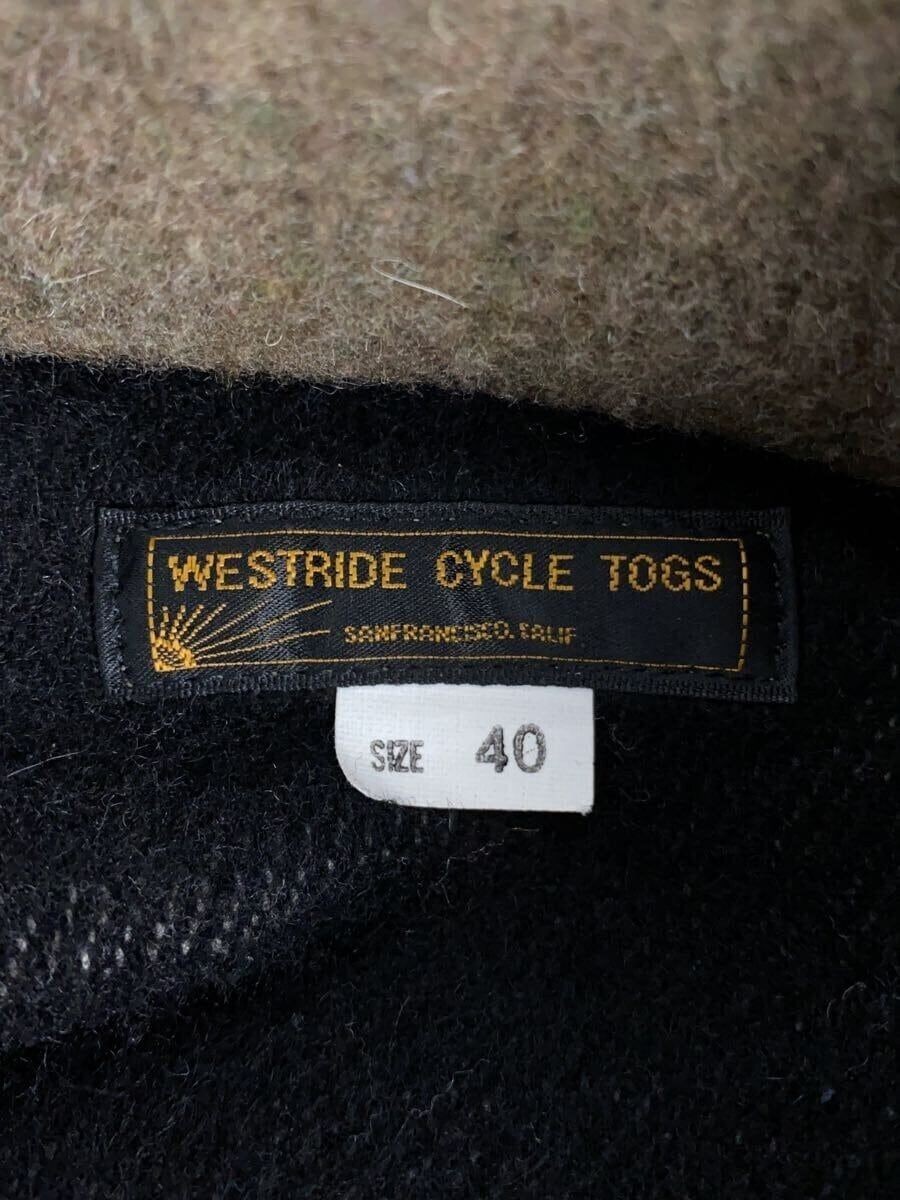 WESTRIDE CYCLE TOGS
SANFRANCISCO. CALIF
SIZE 40